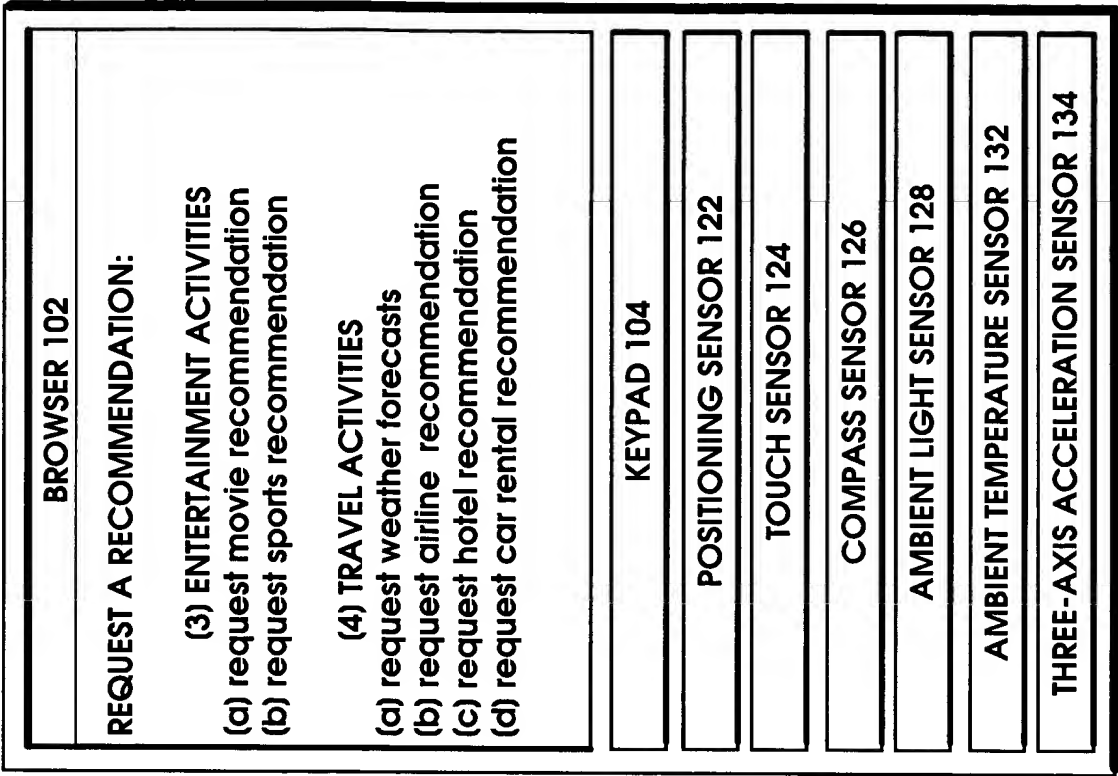 BROWSER 102
REQUEST A RECOMMENDATION:
(3) ENTERTAINMENT ACTIVITIES
(a) request movie recommendation
(b) request sports recommendation
(4) TRAVEL ACTIVITIES
(a) request weather forecasts
(b) request airline recommendation
(c) request hotel recommendation
(d) request car rental recommendation
KEYPAD 104
POSITIONING SENSOR 122
TOUCH SENSOR 124
COMPASS SENSOR 126
AMBIENT LIGHT SENSOR 128
AMBIENT TEMPERATURE SENSOR 132
THREE-AXIS ACCELERATION SENSOR 134